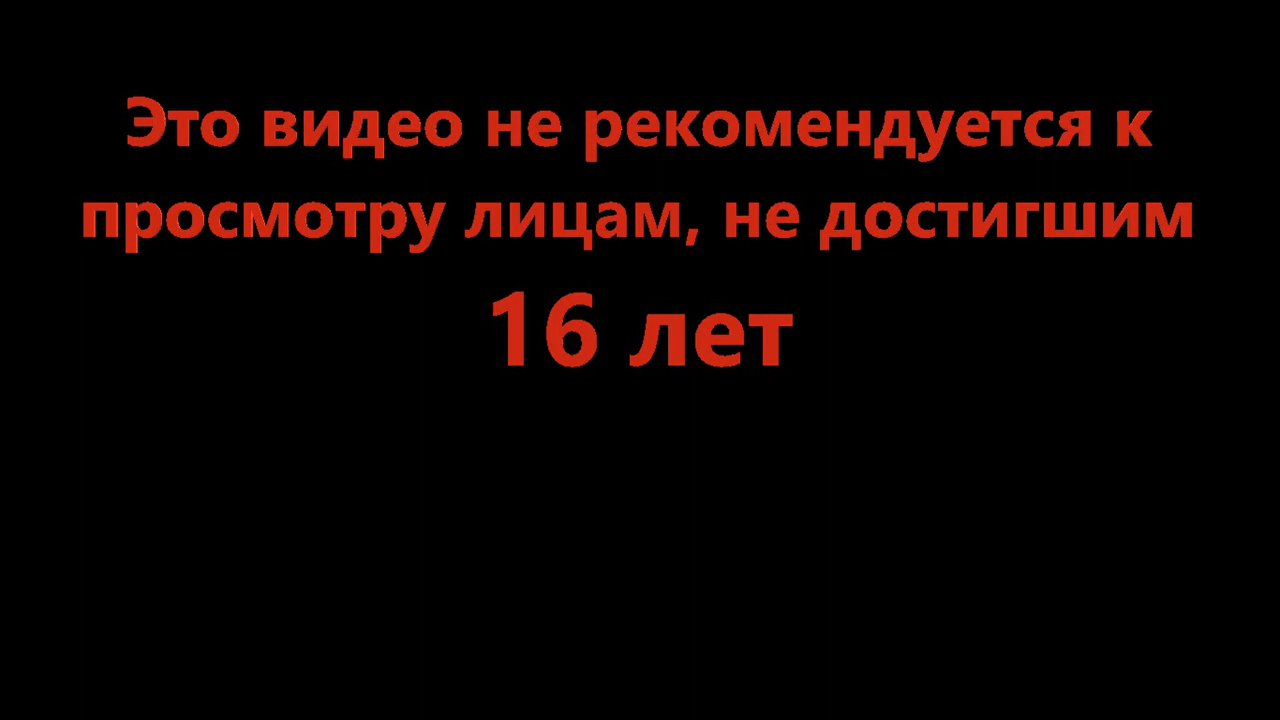 Это видео не рекомендуется к
просмотру лицам, не достигшим
16 лет